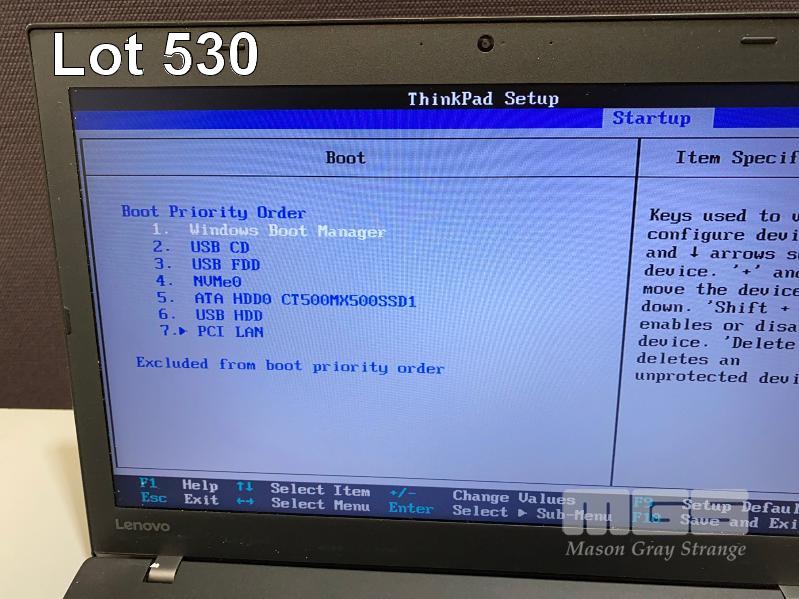 Lot 530
ThinkPad Setup
Startup
Boot
Item Specif
Boot Priority Order
1. Windows Boot Manager
2. USB CD
3. USB FDD
4. NVMe0
5. ATA HDD0 CT500MX500SSD1
6. USB HDD
7.▶ PCI LAN
Excluded from boot priority order
Keys used to v
configure devi
and ↓ arrows s
device. '+' and
move the device
down. 'Shift +
enables or disa
device. 'Delete
deletes an
unprotected devi
F1 Help ↑↓ Select Item +/- Change Values F9 Setup Defaul
Esc Exit ←→ Select Menu Enter Select ▶ Sub-Menu F10 Save and Exi
Lenovo
MGS
Mason Gray Strange